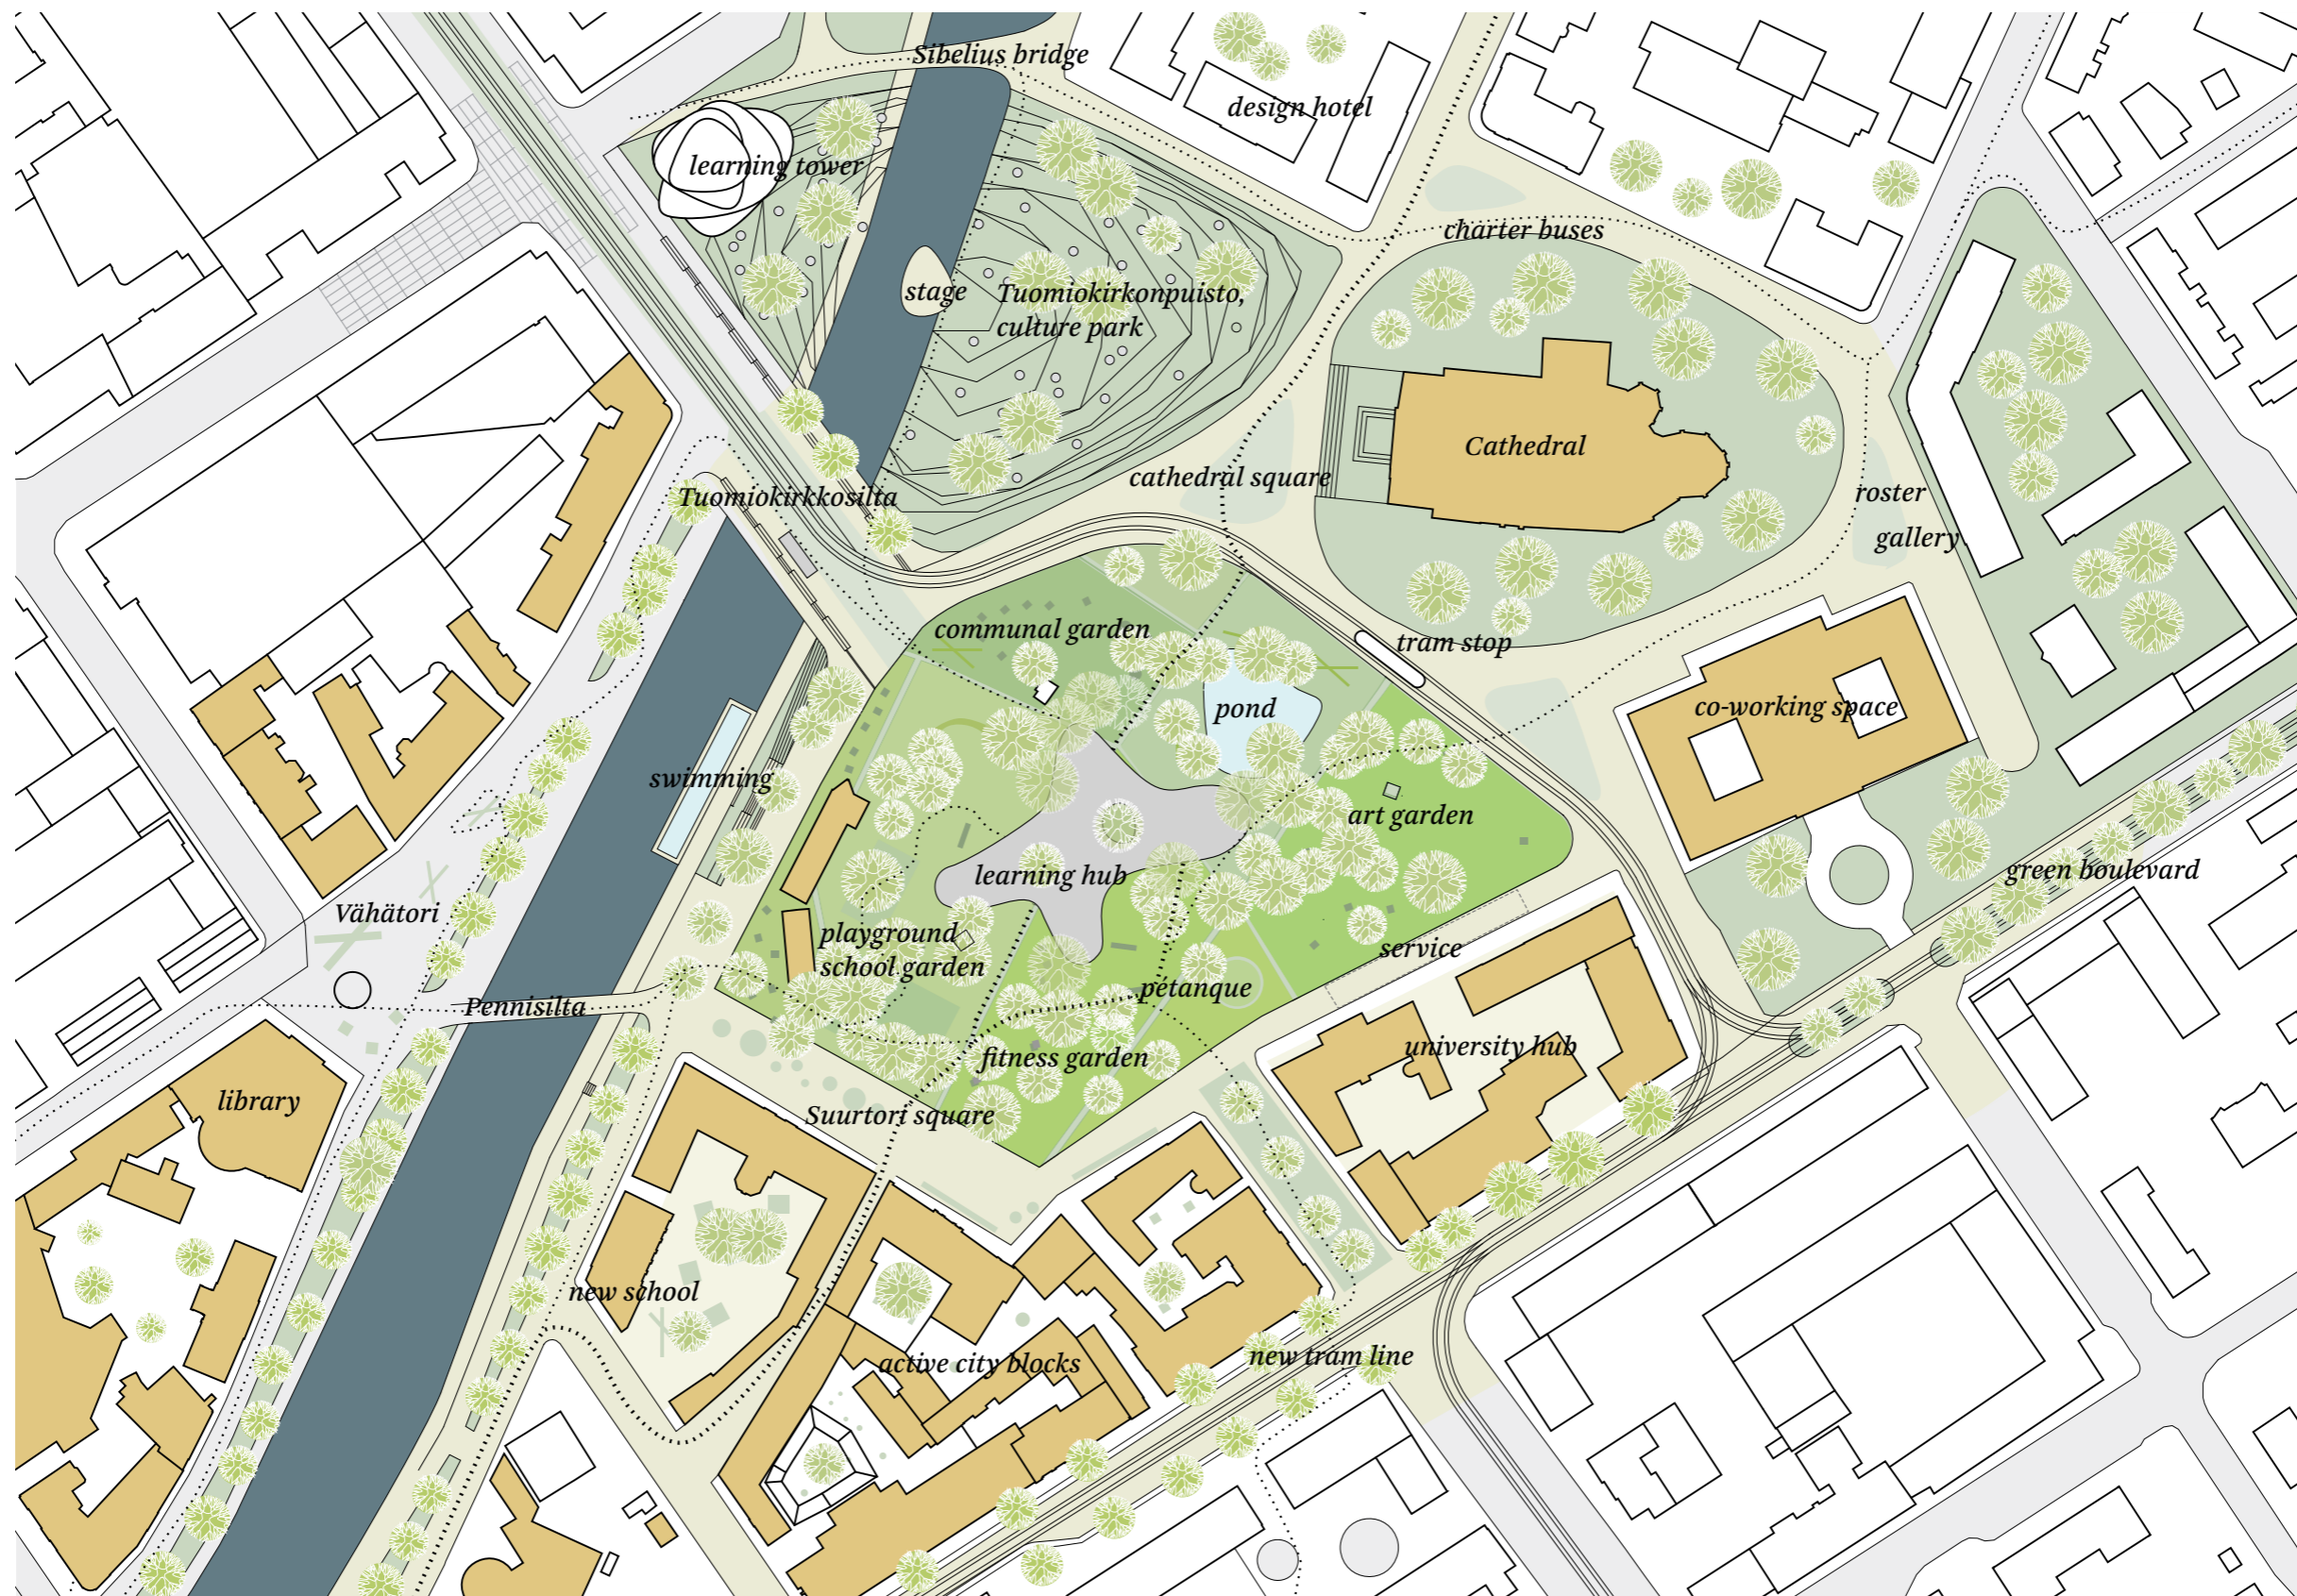 Sibelius bridge
design hotel
learning tower
charter buses
stage
Tuomiokirkonpuisto,
culture park
Cathedral
cathedral square
Tuomiokirkkosilta
roster
gallery
communal garden
tram stop
pond
co-working space
swimming
art garden
learning hub
green boulevard
Vähätori
playground
school garden
service
pétanque
Pennisilta
university hub
fitness garden
library
Suurtori square
new school
active city blocks
new tram line